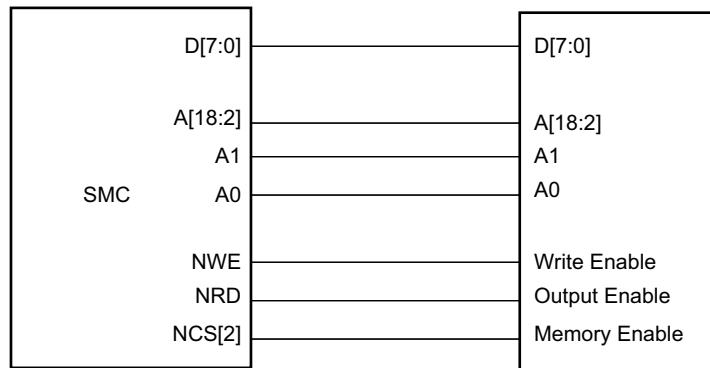 D[7:0] D[7:0]
A[18:2] A[18:2]
A1 A1
SMC A0 A0
NWE Write Enable
NRD Output Enable
NCS[2] Memory Enable